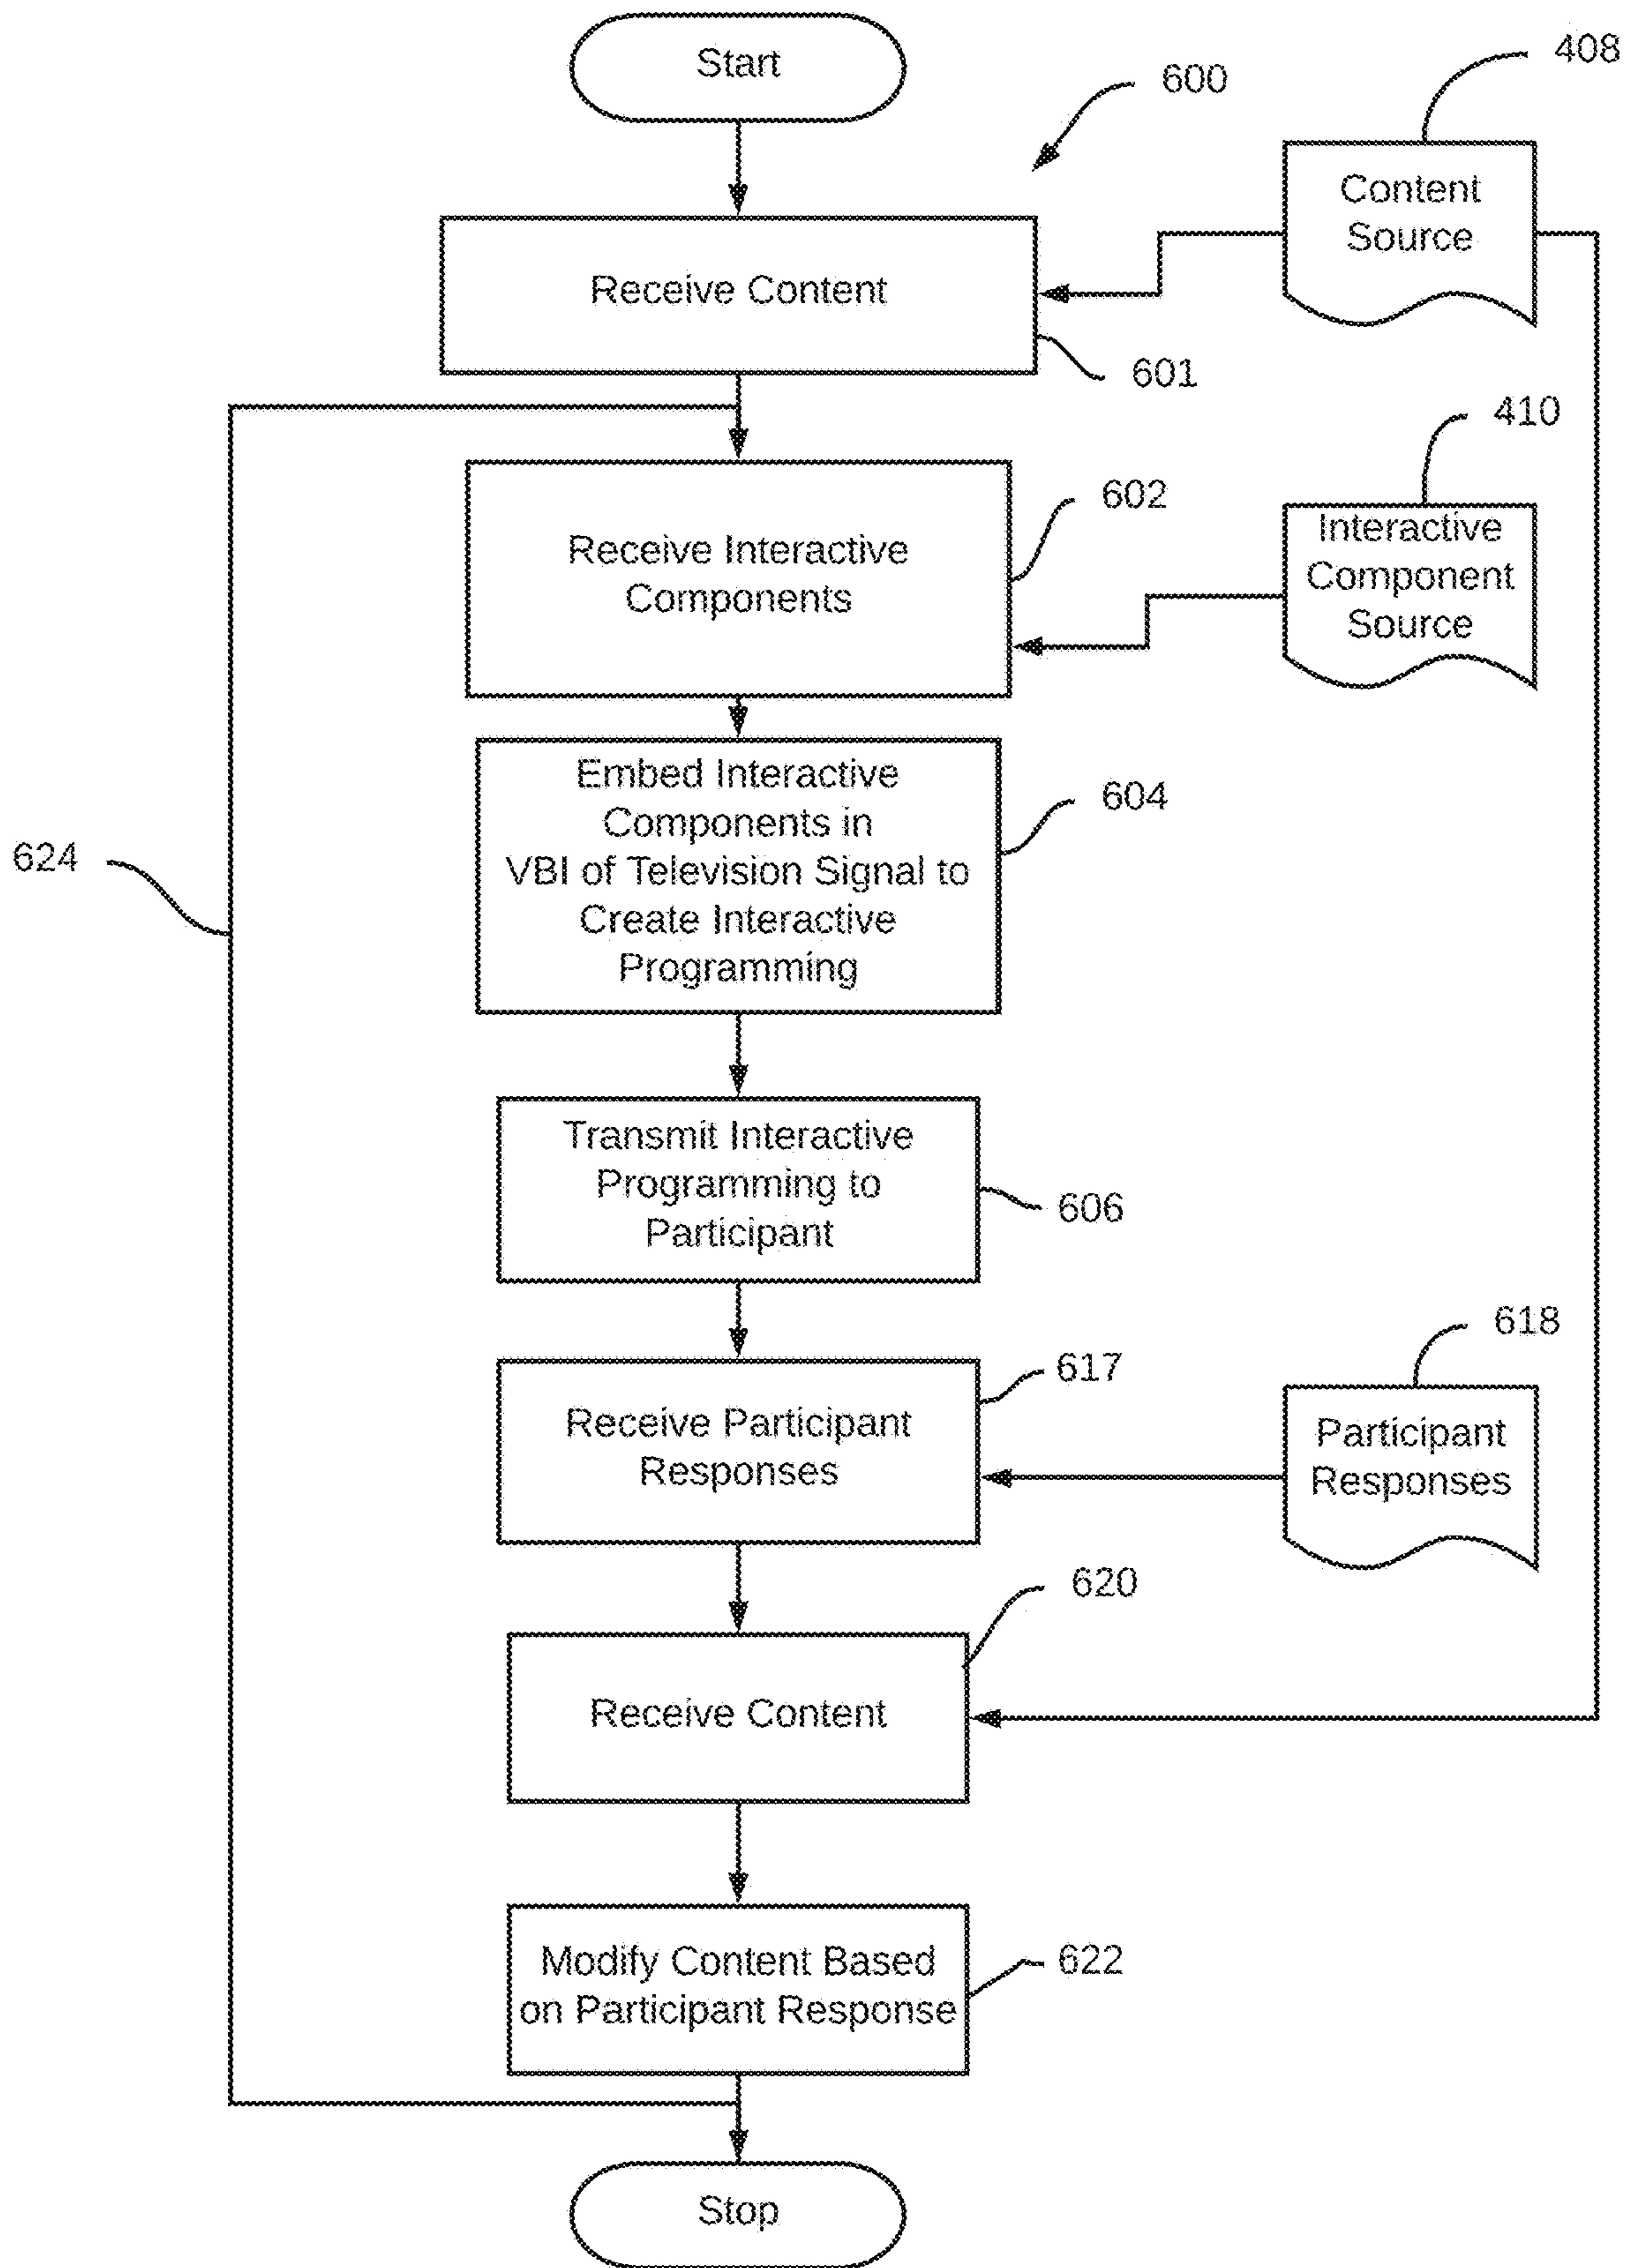 Start
600
408
Content
Source
Receive Content
601
410
602
Interactive
Component
Source
Receive Interactive
Components
Embed Interactive
Components in
VBI of Television Signal to
Create Interactive
Programming
604
624
Transmit Interactive
Programming to
Participant
606
618
617
Receive Participant
Responses
Participant
Responses
620
Receive Content
Modify Content Based
on Participant Response
622
Stop